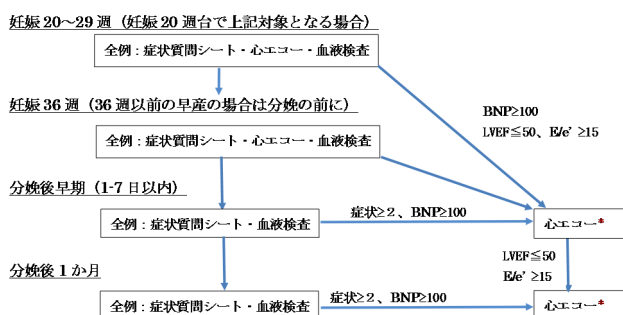 妊娠20～29週（妊娠20週台で上記対象となる場合）
全例：症状質問シート・心エコー・血液検査
妊娠36週（36週以前の早産の場合は分娩の前に）
BNP≥100
LVEF≦50、E/e’ ≥15
全例：症状質問シート・心エコー・血液検査
分娩後早期（1-7日以内）
症状≥2、BNP≥100
全例：症状質問シート・血液検査
心エコー*
LVEF≦50
E/e’ ≥15
分娩後1か月
症状≥2、BNP≥100
全例：症状質問シート・血液検査
心エコー*